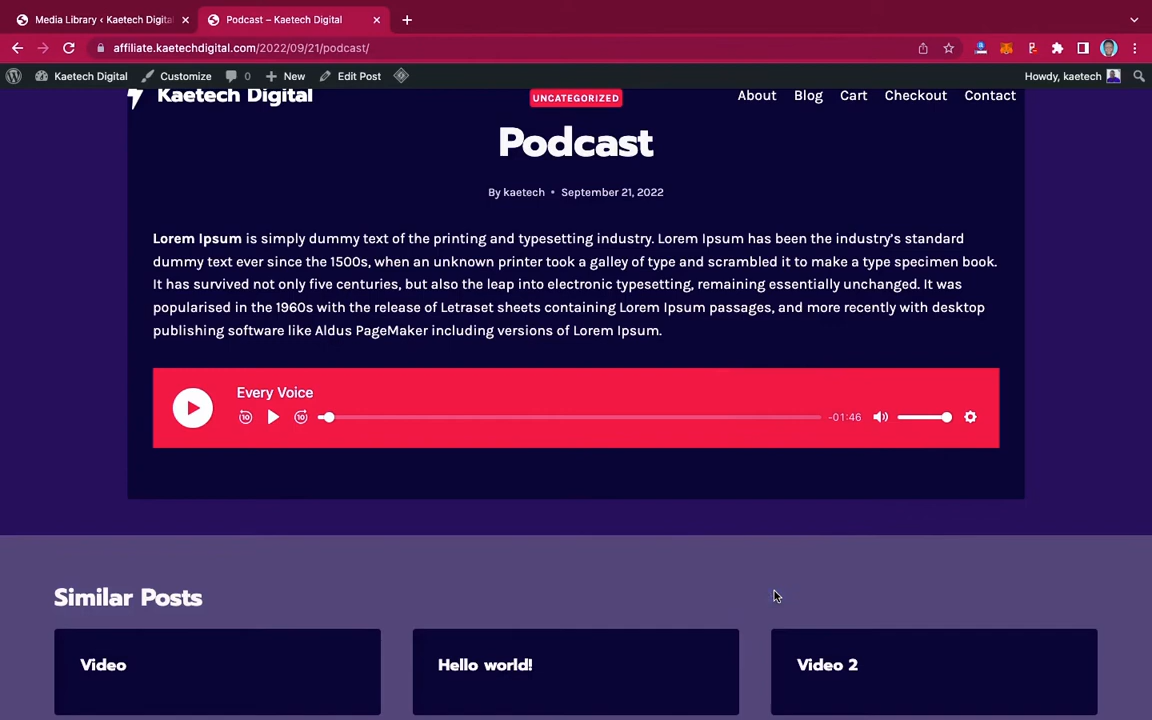 Media Library ‹ Kaetech Digital
Podcast – Kaetech Digital
affiliate.kaetechdigital.com/2022/09/21/podcast/
Kaetech Digital
Customize
0
New
Edit Post
Howdy, kaetech
Kaetech Digital
UNCATEGORIZED
About
Blog
Cart
Checkout
Contact
Podcast
By kaetech • September 21, 2022
Lorem Ipsum is simply dummy text of the printing and typesetting industry. Lorem Ipsum has been the industry's standard
dummy text ever since the 1500s, when an unknown printer took a galley of type and scrambled it to make a type specimen book.
It has survived not only five centuries, but also the leap into electronic typesetting, remaining essentially unchanged. It was
popularised in the 1960s with the release of Letraset sheets containing Lorem Ipsum passages, and more recently with desktop
publishing software like Aldus PageMaker including versions of Lorem Ipsum.
Every Voice
10
10
-01:46
Similar Posts
Video
Hello world!
Video 2